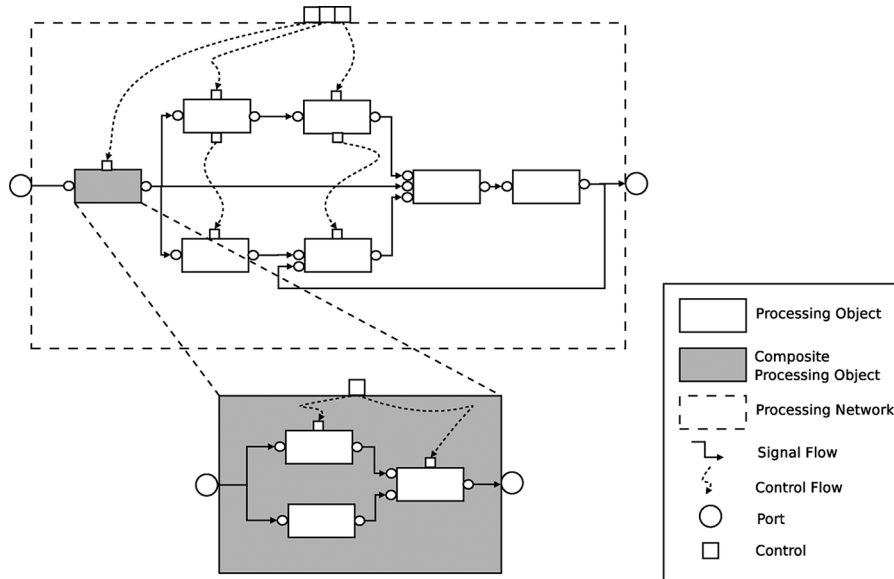 Processing Object
Composite
Processing Object
Processing Network
Signal Flow
Control Flow
Port
Control